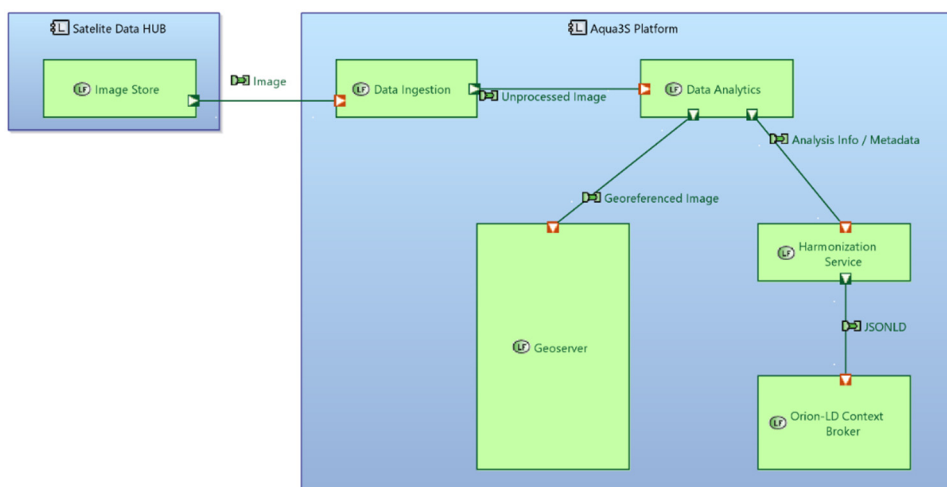 Satelite Data HUB
Aqua3S Platform
Image Store
Image
Data Ingestion
Unprocessed Image
Data Analytics
Analysis Info / Metadata
Georeferenced Image
Harmonization
Service
Geoserver
JSONLD
Orion-LD Context
Broker